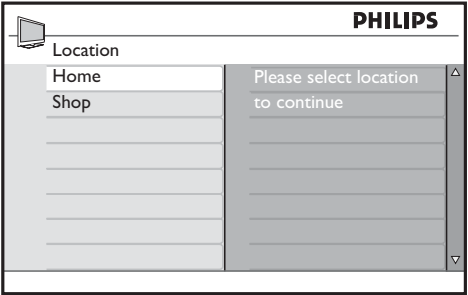 PHILIPS
Location
Home
Shop
Please select location
to continue